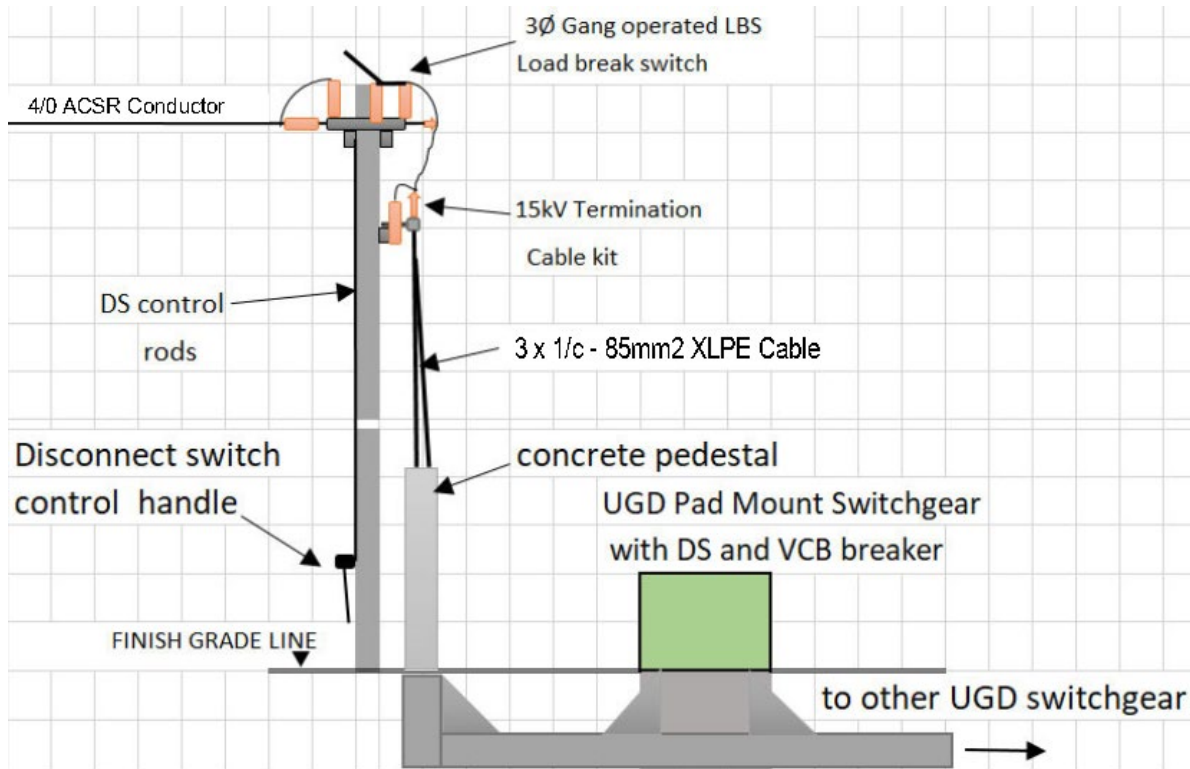 3Ø Gang operated LBS
Load break switch
4/0 ACSR Conductor
15kV Termination
Cable kit
DS control
rods
3 x 1/c - 85mm2 XLPE Cable
Disconnect switch
control handle
concrete pedestal
UGD Pad Mount Switchgear
with DS and VCB breaker
FINISH GRADE LINE
to other UGD switchgear